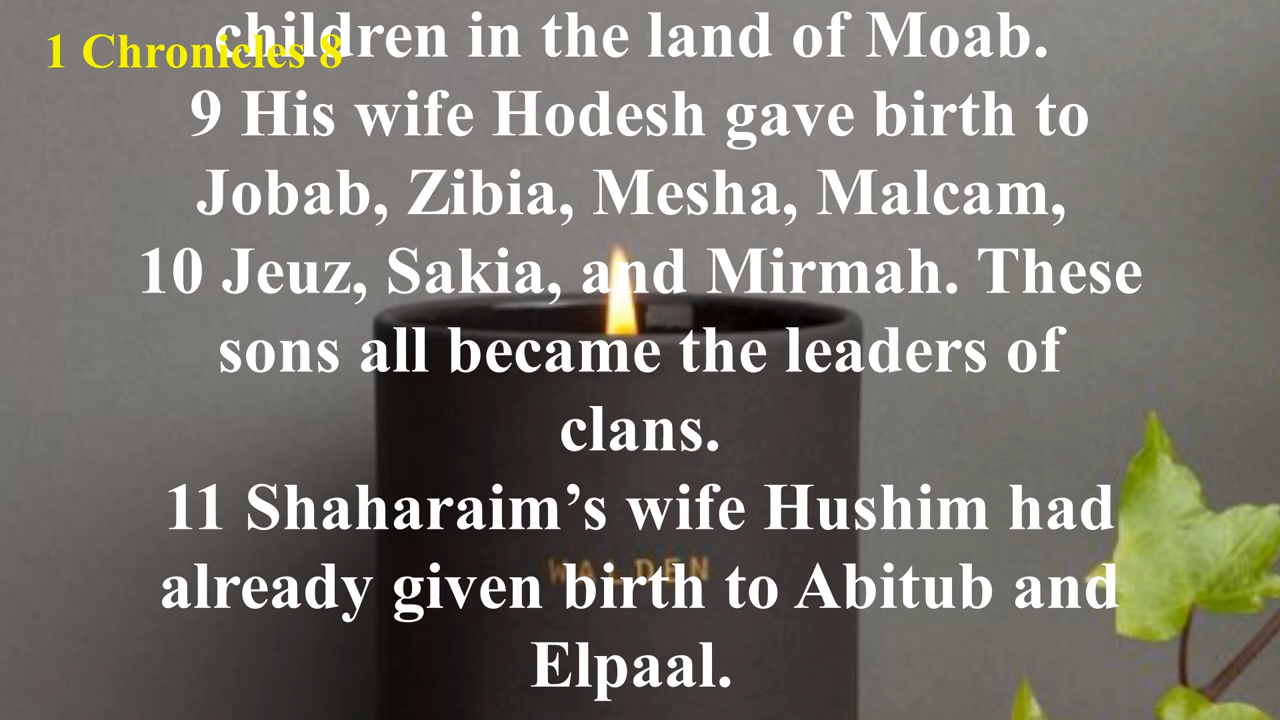 1 Chronicles 8
children in the land of Moab.
9 His wife Hodesh gave birth to
Jobab, Zibia, Mesha, Malcam,
10 Jeuz, Sakia, and Mirmah. These
sons all became the leaders of
clans.
11 Shaharaim’s wife Hushim had
WALDEN
already given birth to Abitub and
Elpaal.